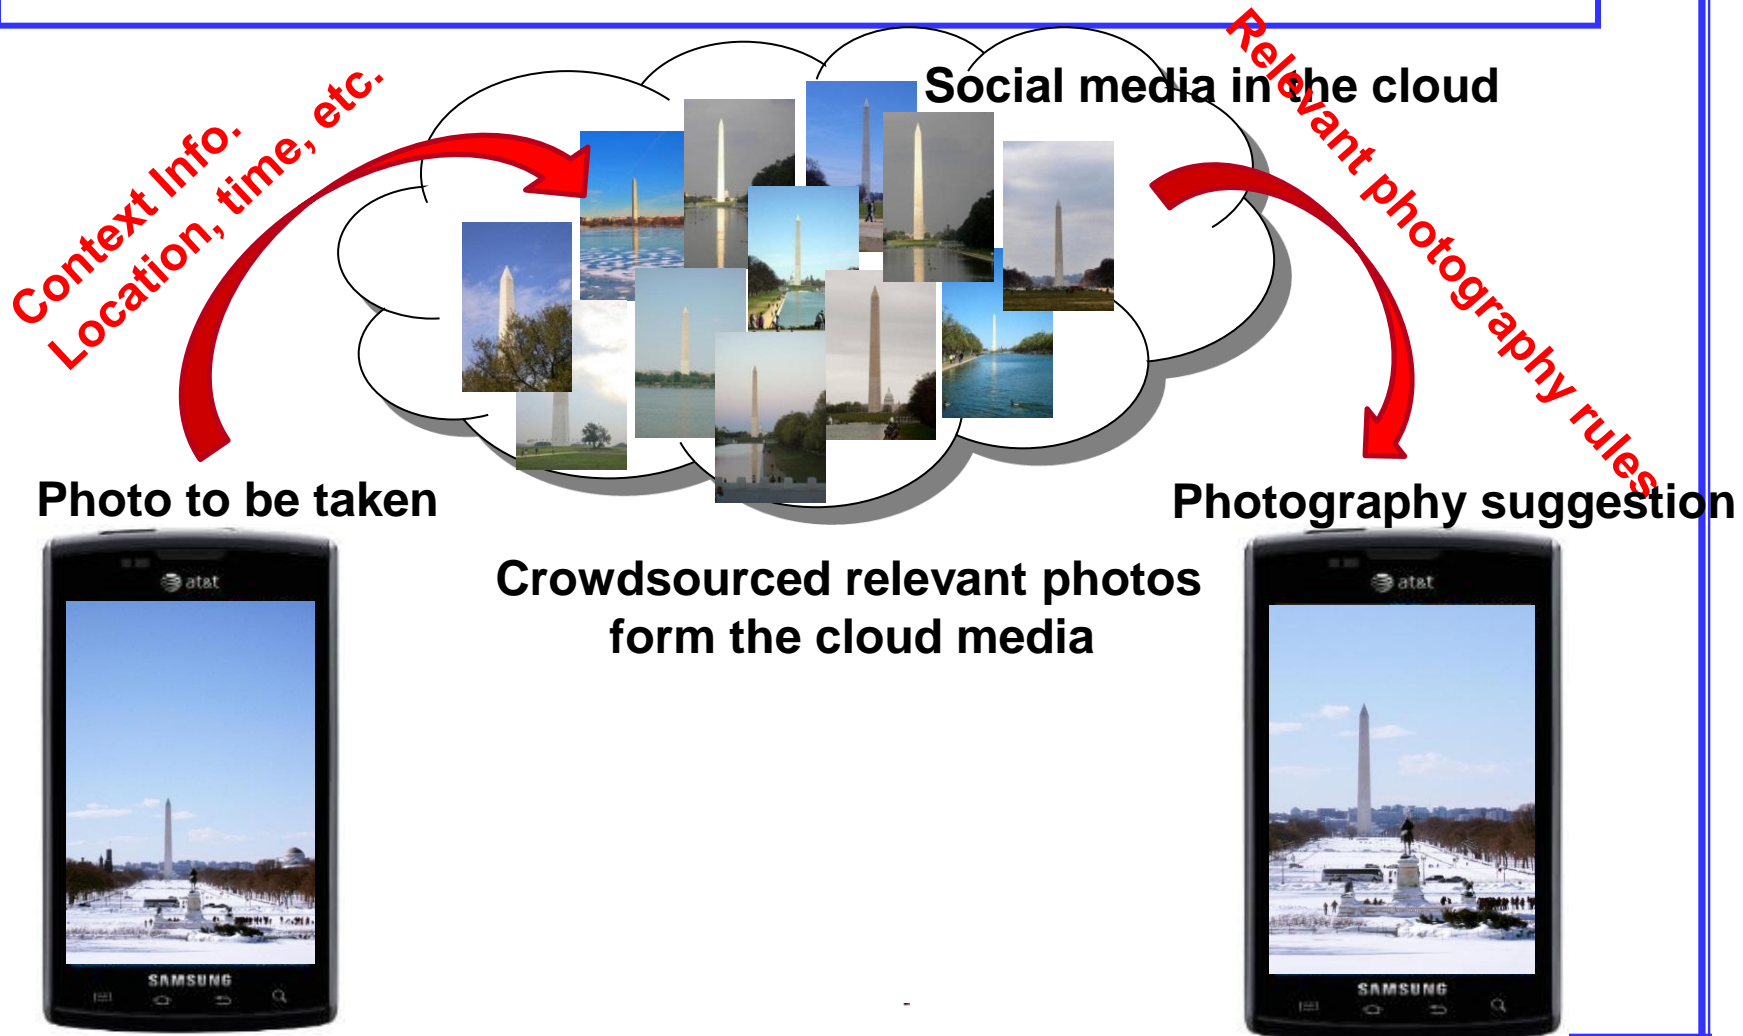 Social media in the cloud
Context Info.
Location, time, etc.
Relevant photography rules
Photo to be taken
Photography suggestion
Crowdsourced relevant photos
form the cloud media
at&t
at&t
SAMSUNG
SAMSUNG
-